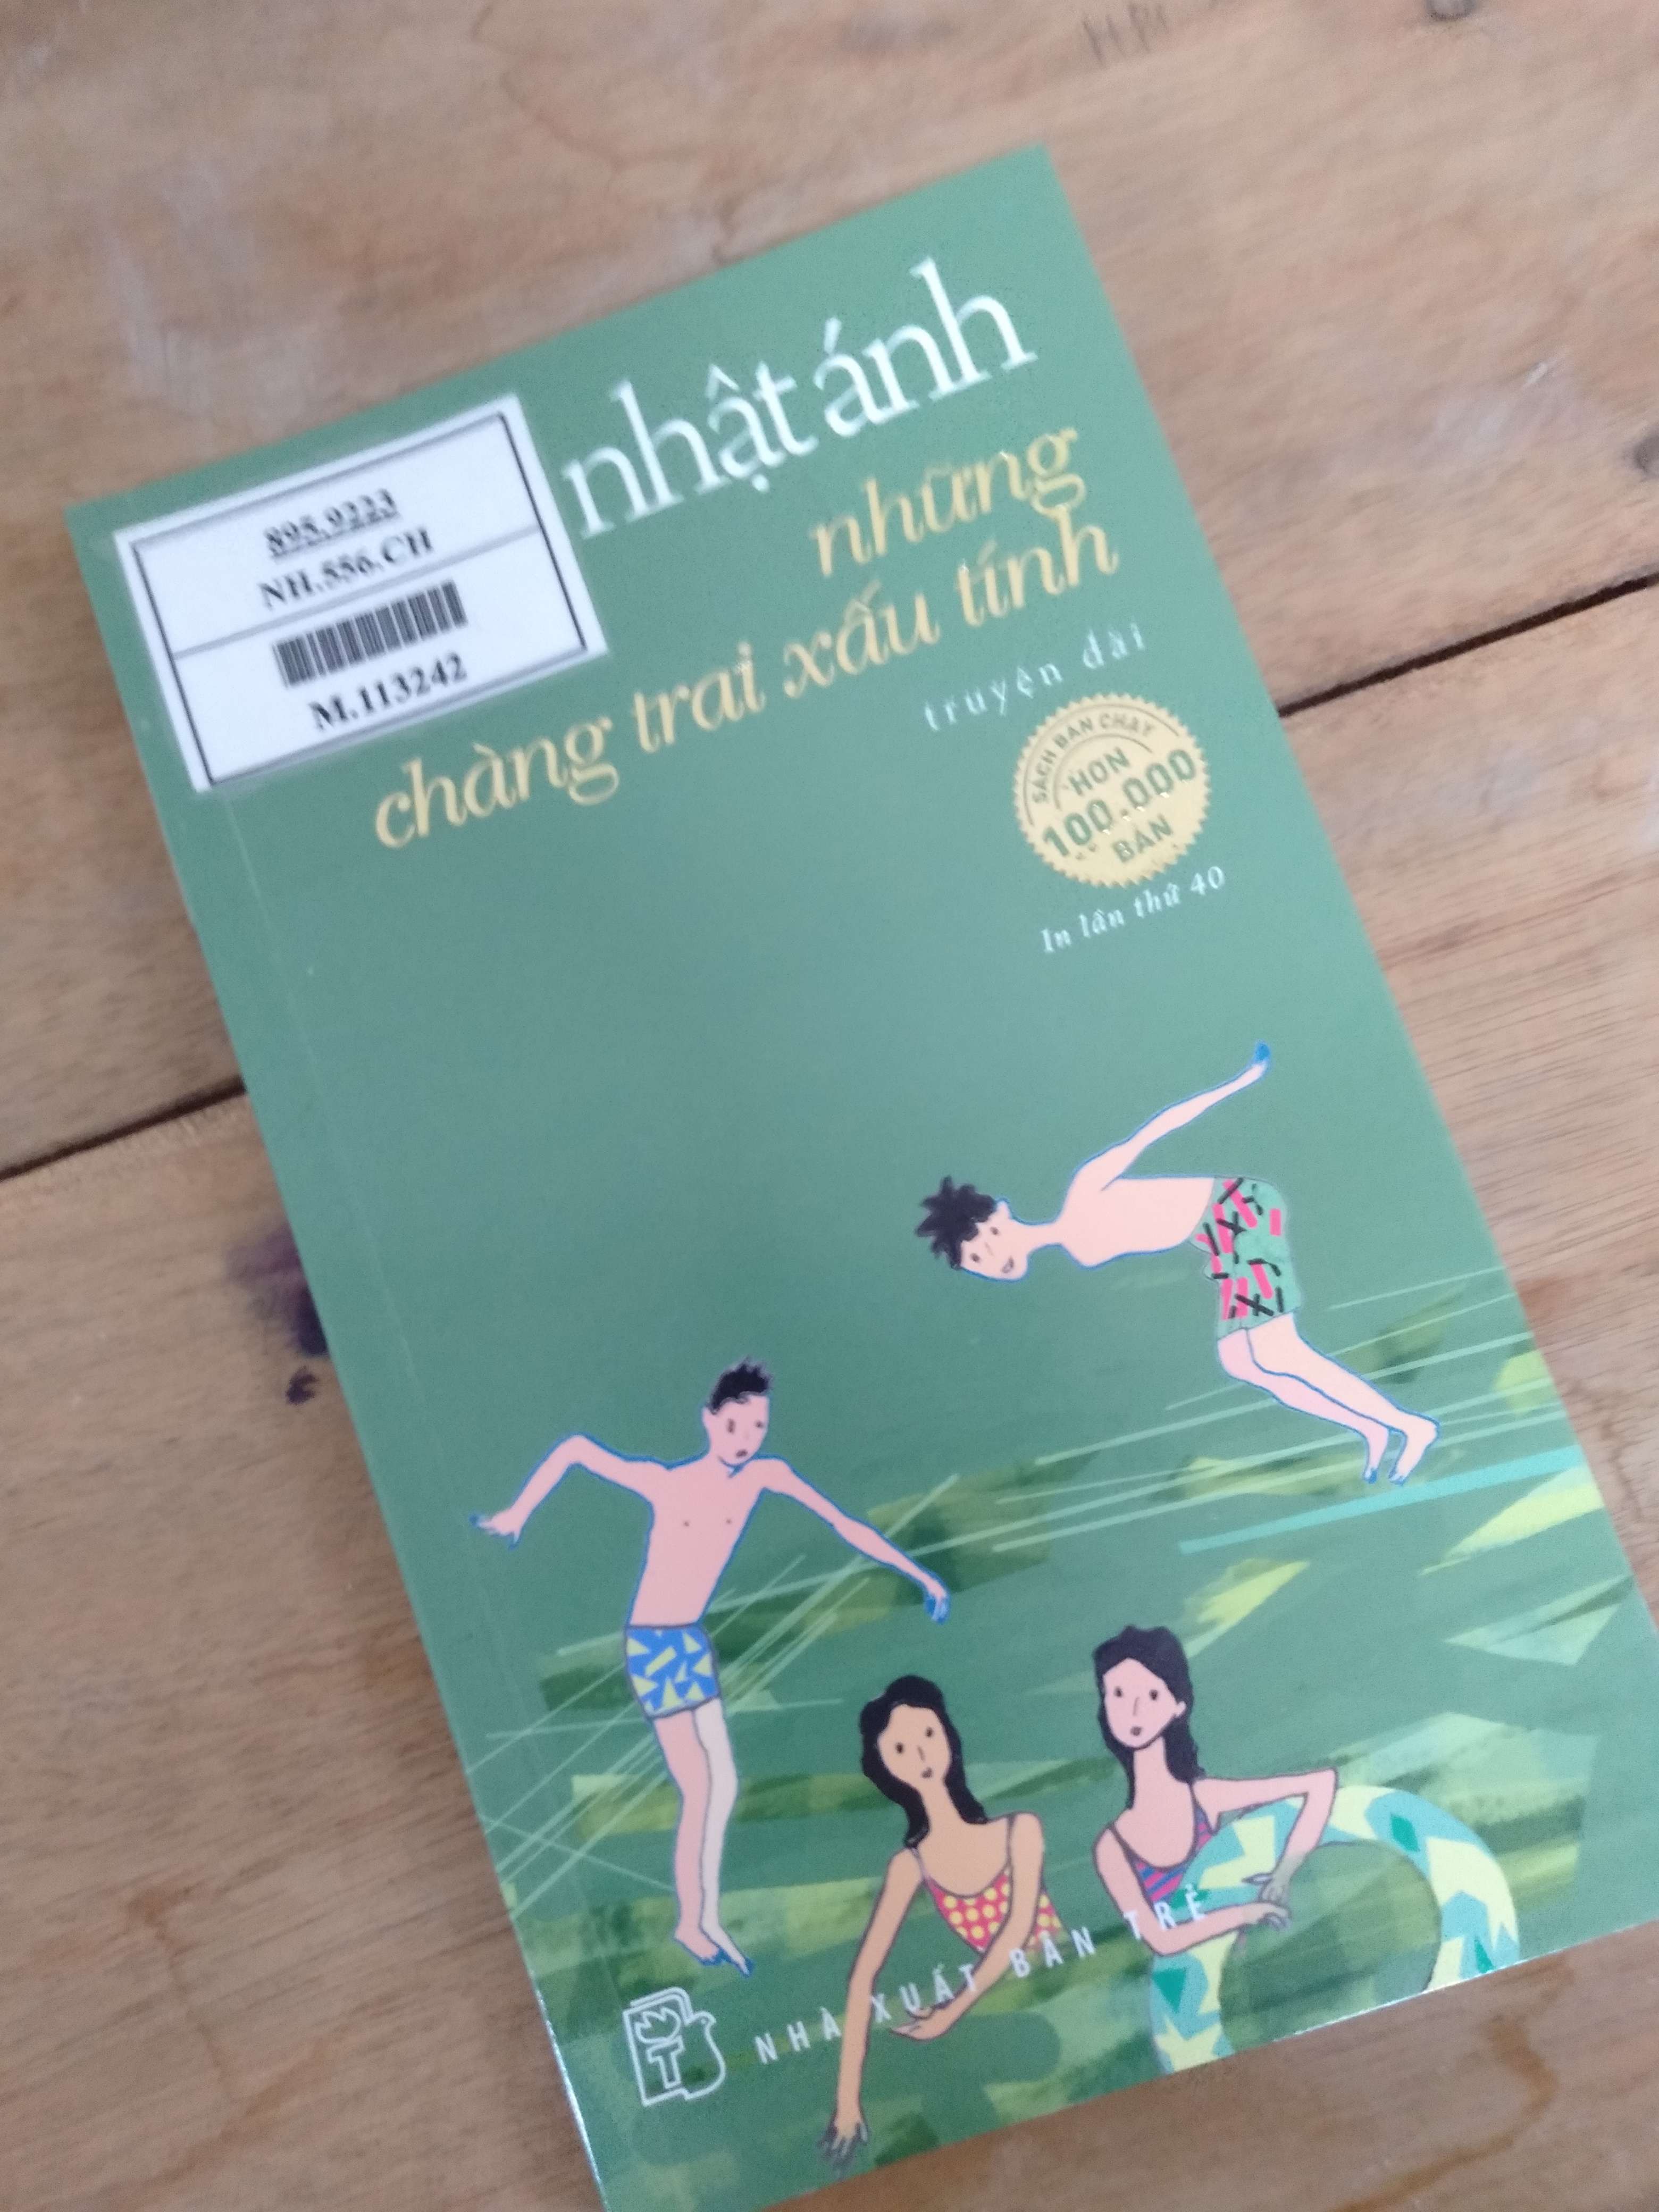 895.9223
NH.556.CH
M.113242
nhật ánh
những
chàng trai xấu tính
truyện dài
SÁCH BÁN CHẠY
HƠN
100.000
BẢN
In lần thứ 40
NHÀ XUẤT BẢN TRẺ